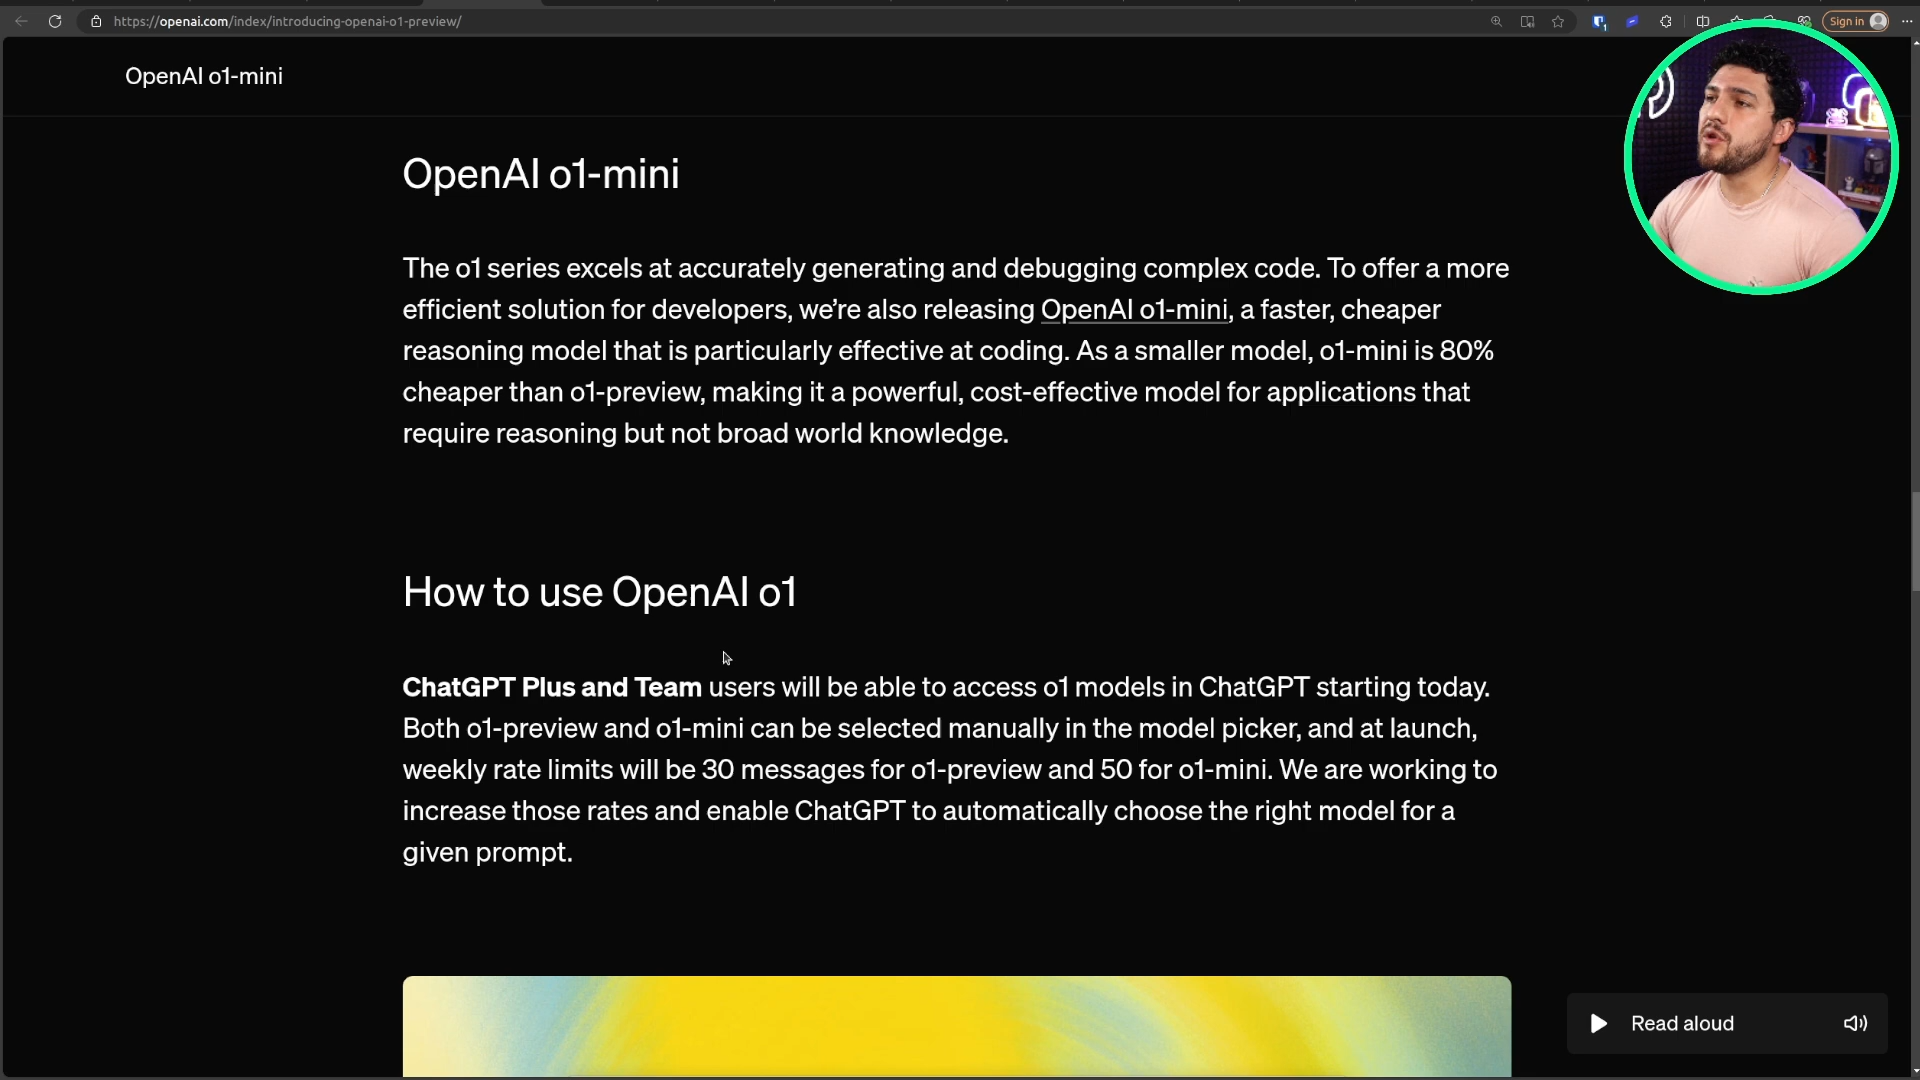 https://openai.com/index/introducing-openai-o1-preview/
Sign in
OpenAI o1-mini
OpenAI o1-mini
The o1 series excels at accurately generating and debugging complex code. To offer a more
efficient solution for developers, we’re also releasing OpenAI o1-mini, a faster, cheaper
reasoning model that is particularly effective at coding. As a smaller model, o1-mini is 80%
cheaper than o1-preview, making it a powerful, cost-effective model for applications that
require reasoning but not broad world knowledge.
How to use OpenAI o1
ChatGPT Plus and Team users will be able to access o1 models in ChatGPT starting today.
Both o1-preview and o1-mini can be selected manually in the model picker, and at launch,
weekly rate limits will be 30 messages for o1-preview and 50 for o1-mini. We are working to
increase those rates and enable ChatGPT to automatically choose the right model for a
given prompt.
Read aloud